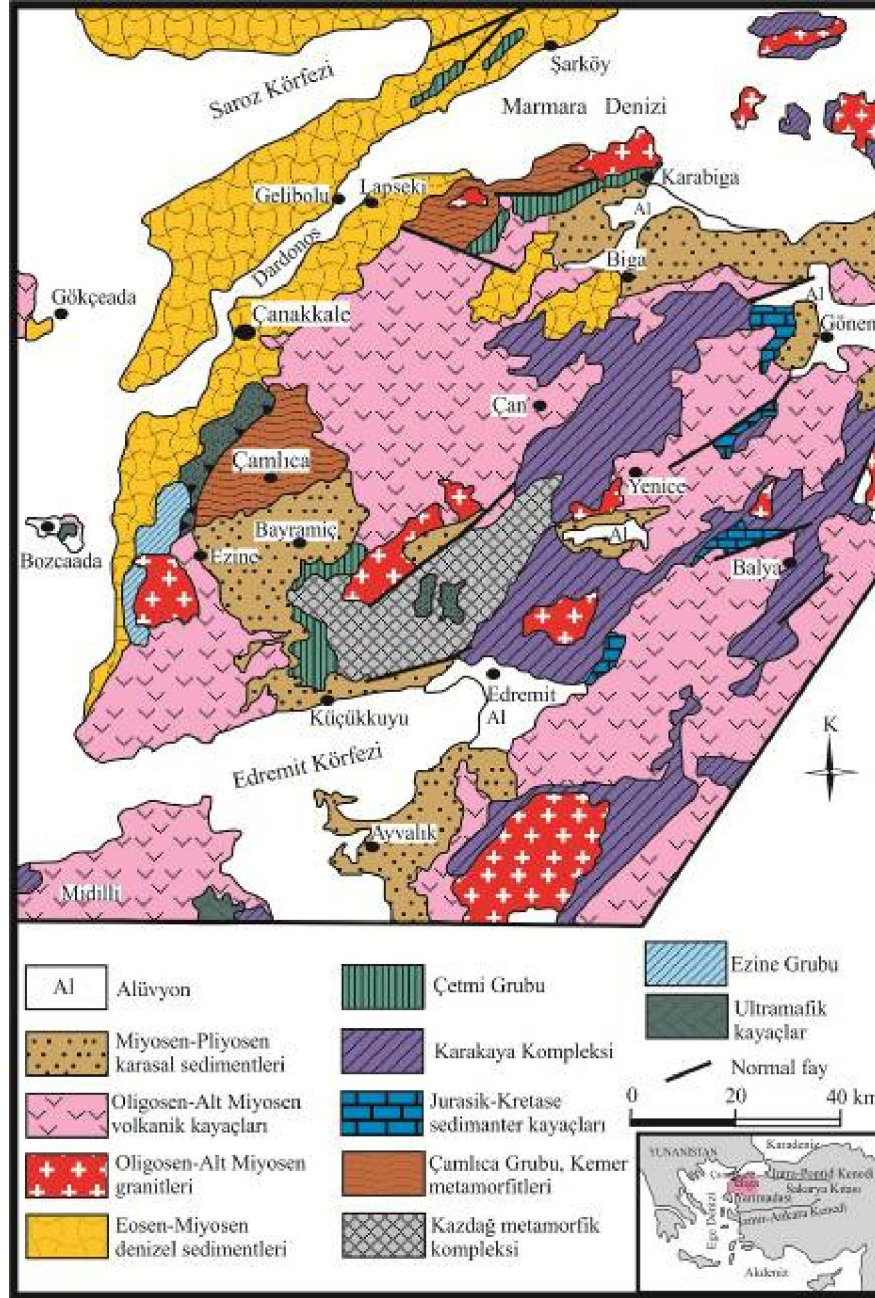 Saroz Körfezi
Şarköy
Marmara Denizi
Gelibolu
Lapseki
Karabiga
Al
Dardonos
Biga
Gökçeada
Çanakkale
Al
Gönen
Çan
Çamlıca
Yenice
Bayramiç
Al
Bozcaada
Ezine
Balya
Edremit
Al
Küçükkuyu
K
Edremit Körfezi
Ayvalık
Midilli
Al
Alüvyon
Miyosen-Pliyosen
karasal sedimentleri
Oligosen-Alt Miyosen
volkanik kayaçları
Oligosen-Alt Miyosen
granitleri
Eosen-Miyosen
denizel sedimentleri
Çetmi Grubu
Karakaya Kompleksi
Jurasik-Kretase
sedimanter kayaçları
Çamlıca Grubu, Kemer
metamorfitleri
Kazdağ metamorfik
kompleksi
Ezine Grubu
Ultramafik
kayaçlar
Normal fay
0 20 40 km
YUNANİSTAN
Karadeniz
Sakarya Kıtası
Yarımadası
Ege Denizi
Akdeniz